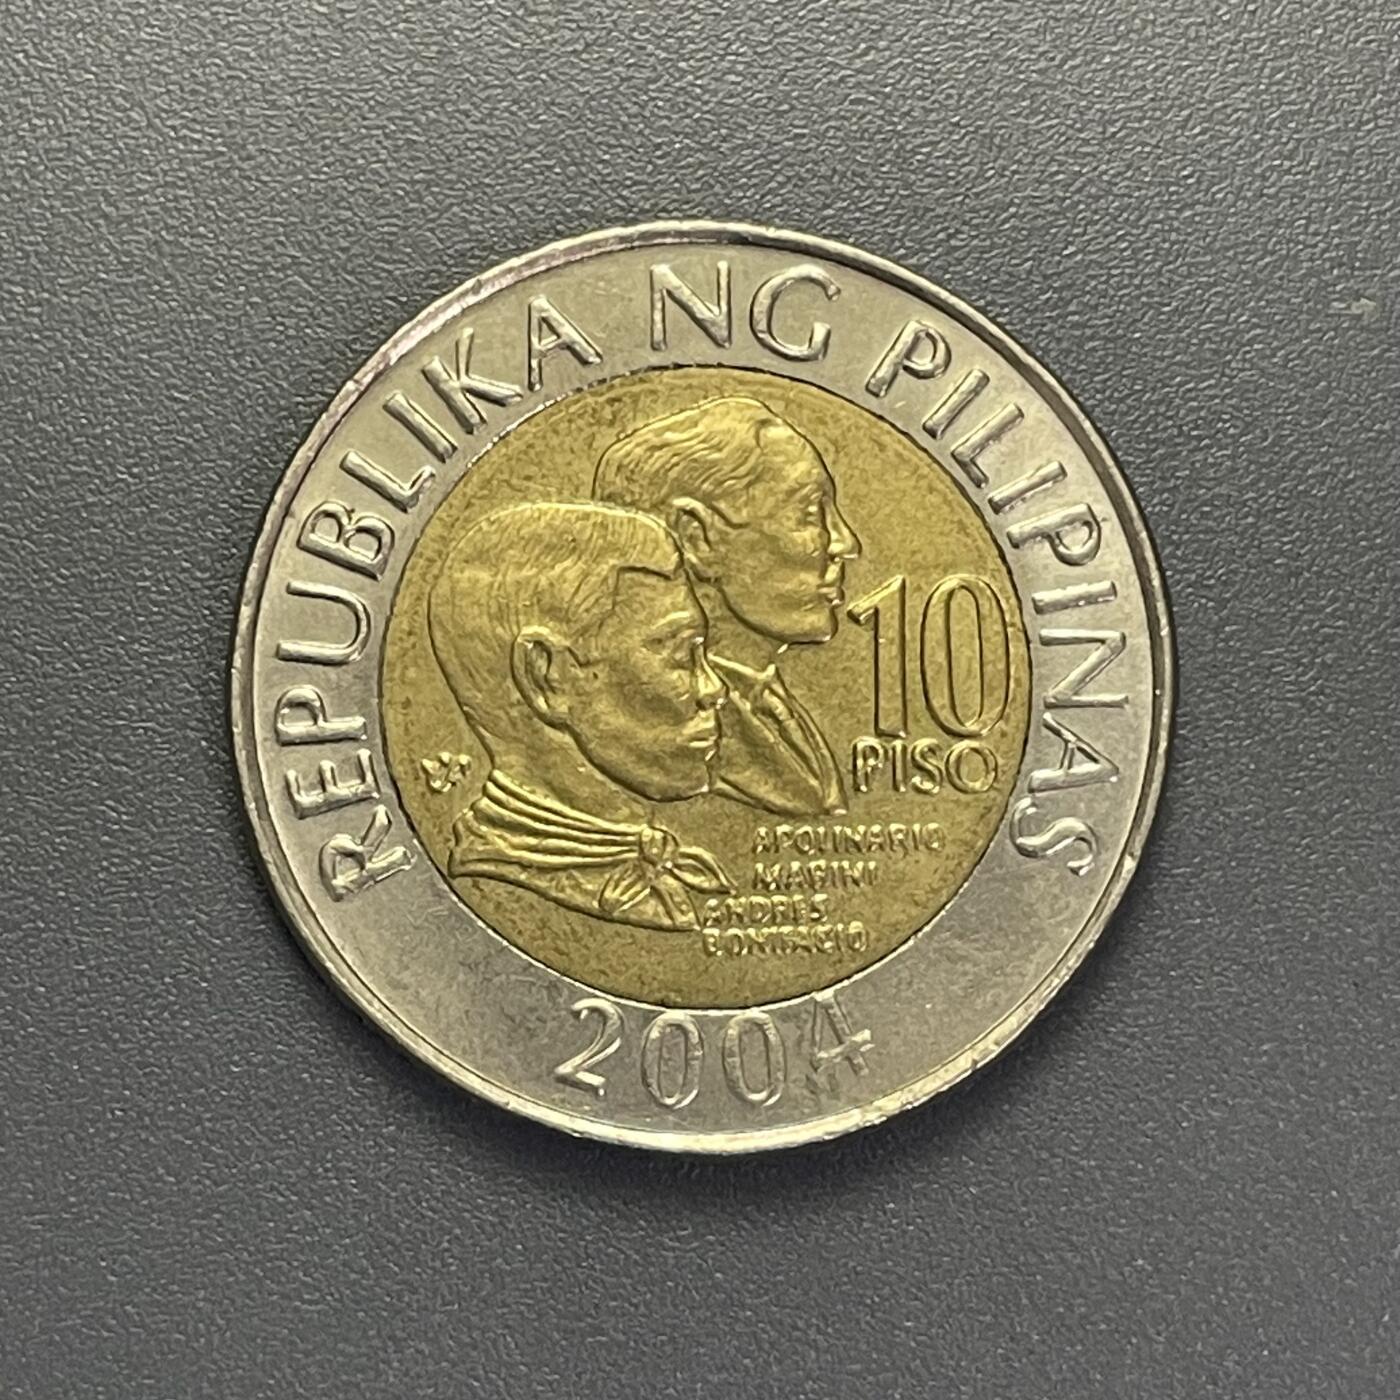 REPUBLIKA NG PILIPINAS
10
PISO
APOLINARIO
MABINI
ANDRES
BONIFACIO
2004